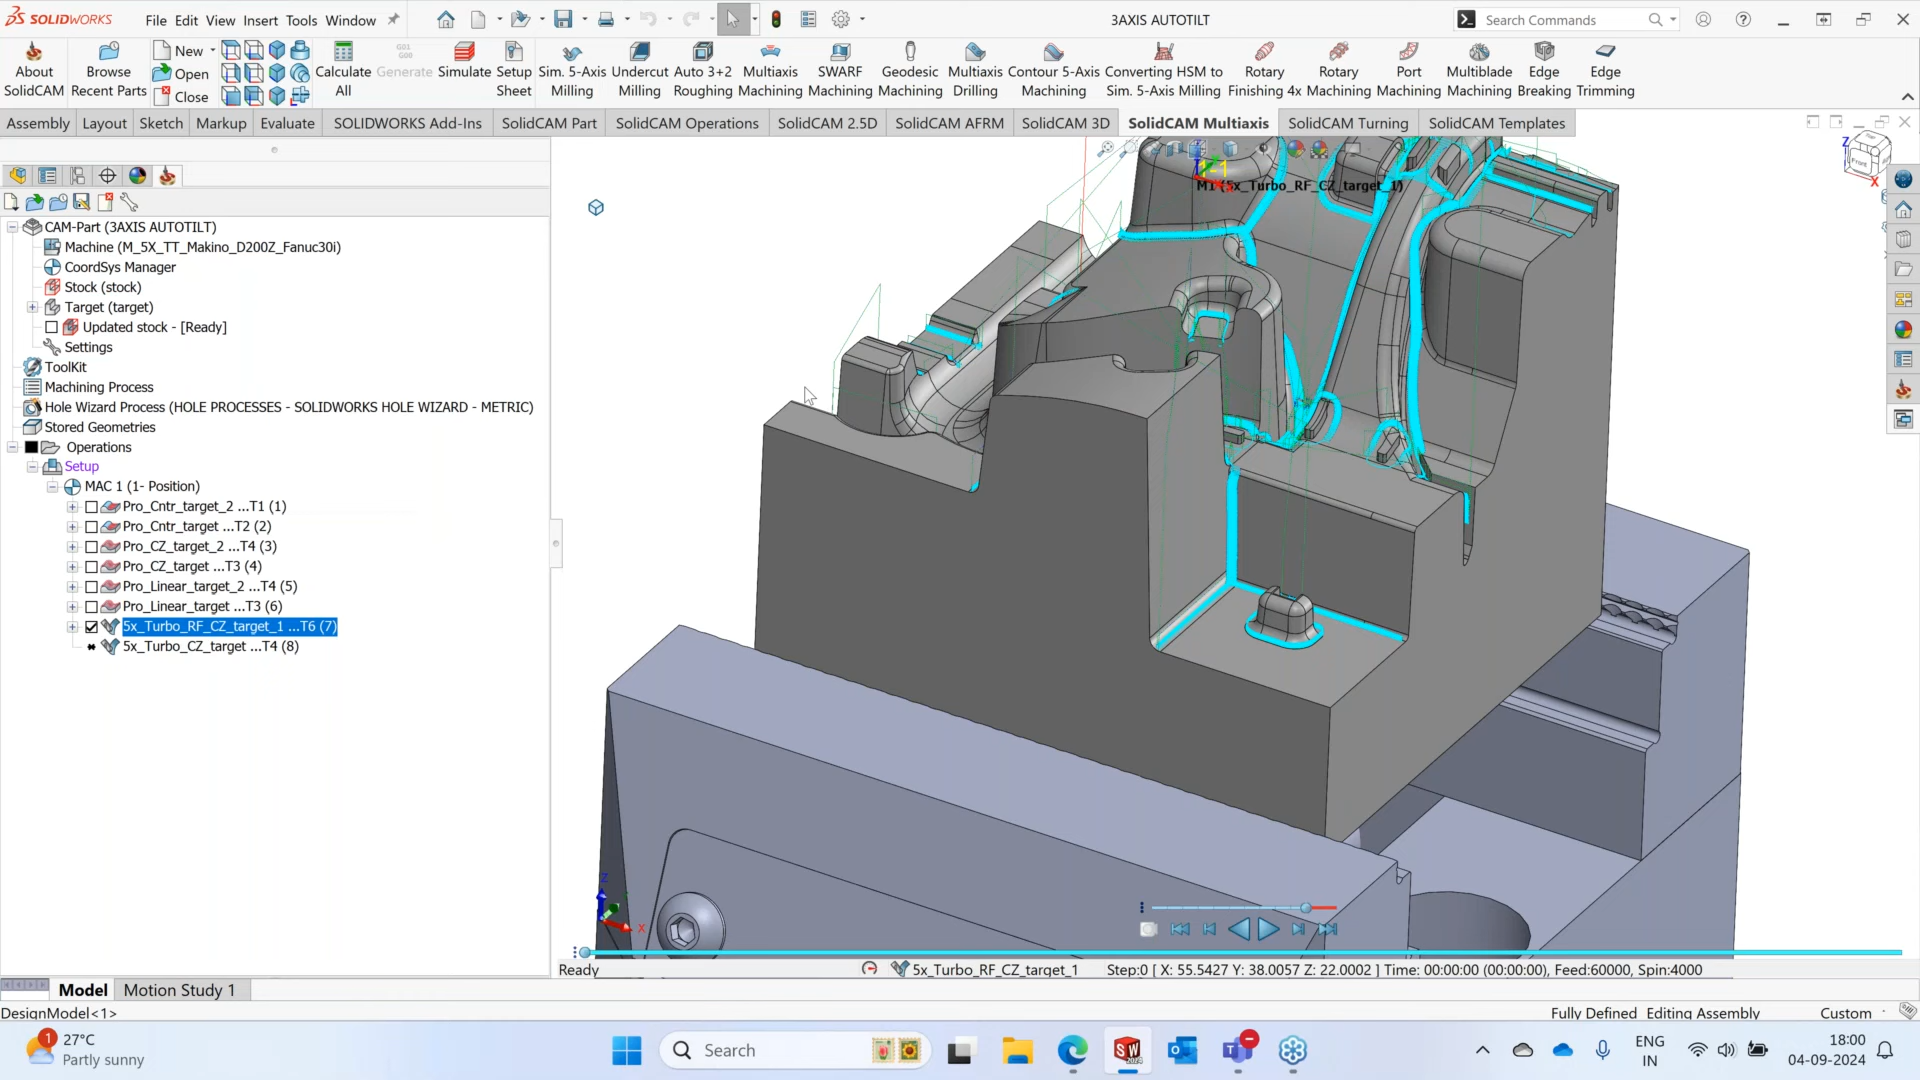 SOLIDWORKS File Edit View Insert Tools Window 3AXIS AUTOTILT Search Commands
About SolidCAM
Browse Recent Parts
New
Open
Close
Calculate All
G01
G00
Generate
Simulate
Setup Sheet
Sim. 5-Axis Milling
Undercut Milling
Auto 3+2 Roughing
Multiaxis Machining
SWARF Machining
Geodesic Machining
Multiaxis Drilling
Contour 5-Axis Machining
Converting HSM to Sim. 5-Axis Milling
Rotary Finishing 4x
Rotary Machining
Port Machining
Multiblade Machining
Edge Breaking
Edge Trimming
Assembly Layout Sketch Markup Evaluate SOLIDWORKS Add-Ins SolidCAM Part SolidCAM Operations SolidCAM 2.5D SolidCAM AFRM SolidCAM 3D SolidCAM Multiaxis SolidCAM Turning SolidCAM Templates
CAM-Part (3AXIS AUTOTILT)
Machine (M_5X_TT_Makino_D200Z_Fanuc30i)
CoordSys Manager
Stock (stock)
Target (target)
Updated stock - [Ready]
Settings
ToolKit
Machining Process
Hole Wizard Process (HOLE PROCESSES - SOLIDWORKS HOLE WIZARD - METRIC)
Stored Geometries
Operations
Setup
MAC 1 (1- Position)
Pro_Cntr_target_2 ...T1 (1)
Pro_Cntr_target ...T2 (2)
Pro_CZ_target_2 ...T4 (3)
Pro_CZ_target ...T3 (4)
Pro_Linear_target_2 ...T4 (5)
Pro_Linear_target ...T3 (6)
5x_Turbo_RF_CZ_target_1 ...T6 (7)
5x_Turbo_CZ_target ...T4 (8)
Z
Front
X
Z
X
Ready 5x_Turbo_RF_CZ_target_1 Step:0 [ X: 55.5427 Y: 38.0057 Z: 22.0002 ] Time: 00:00:00 (00:00:00), Feed:60000, Spin:4000
Model Motion Study 1
DesignModel<1> Fully Defined Editing Assembly Custom
1
27°C
Partly sunny
Search
SW
2024
ENG
IN
18:00
04-09-2024